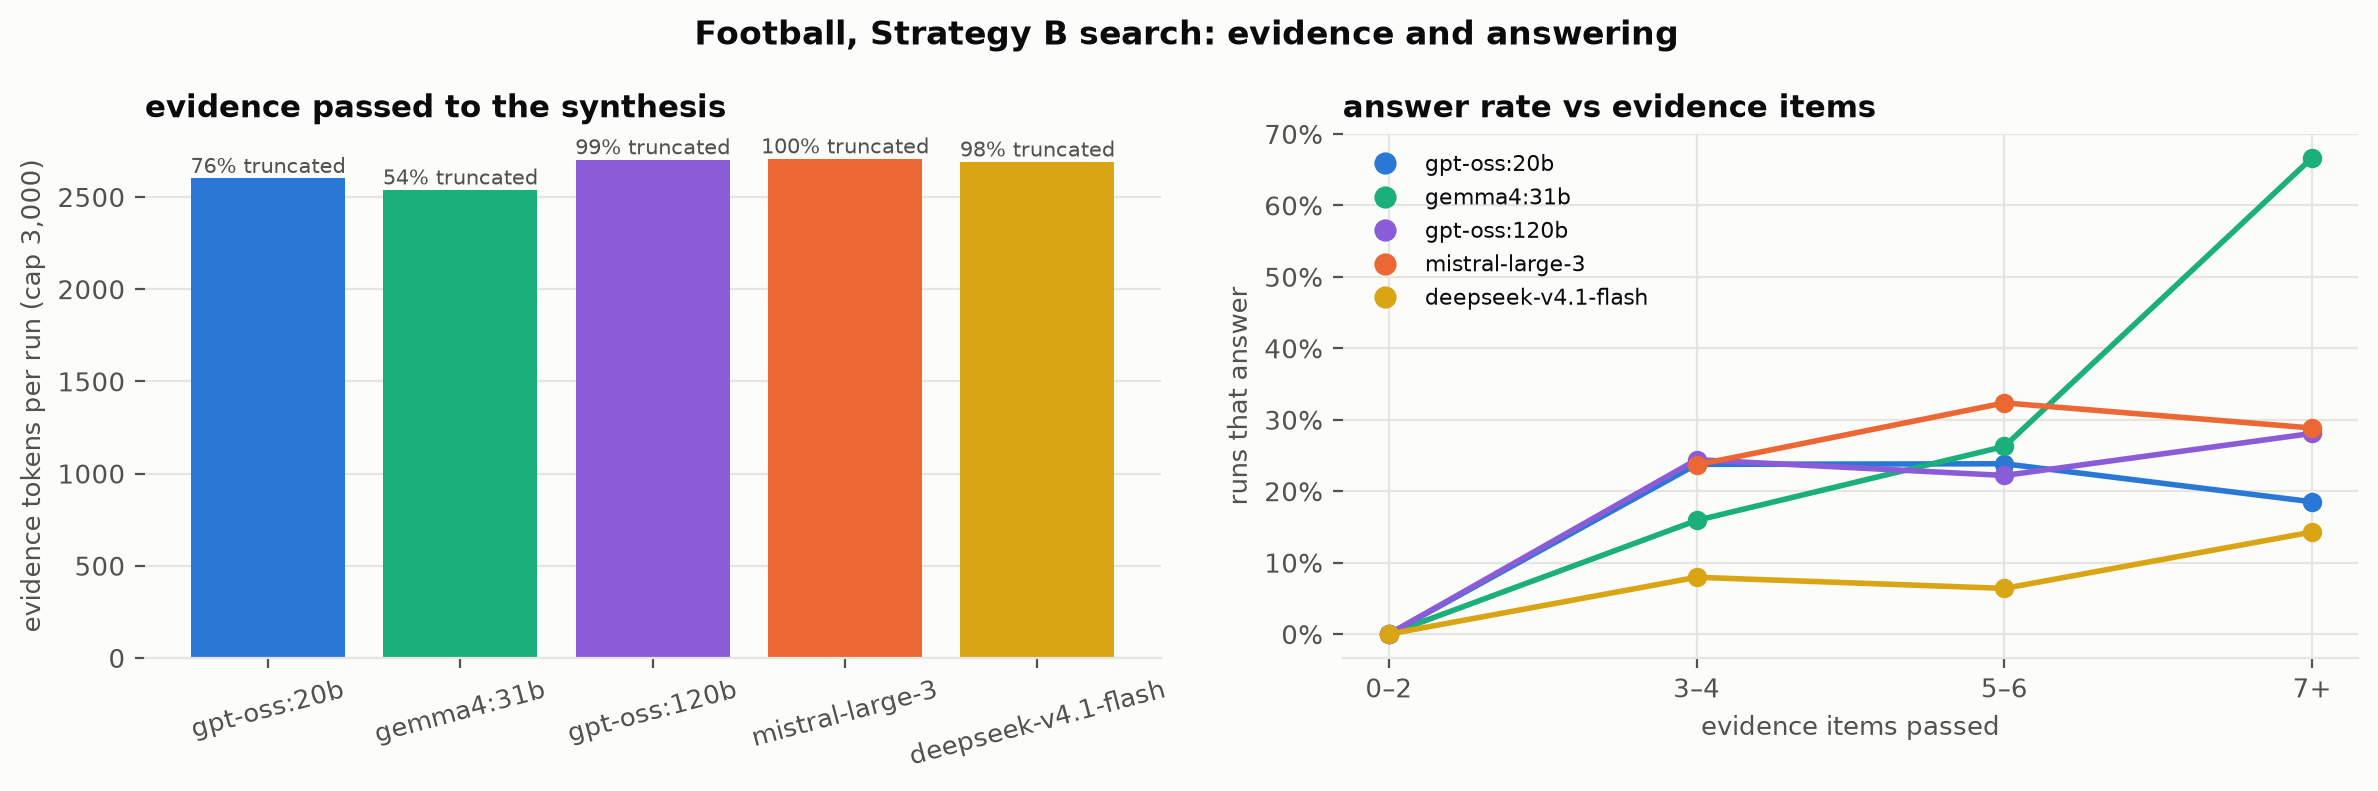 Football, Strategy B search: evidence and answering
evidence passed to the synthesis
evidence tokens per run (cap 3,000)
2500
2000
1500
1000
500
0
76% truncated
54% truncated
99% truncated
100% truncated
98% truncated
gpt-oss:20b
gemma4:31b
gpt-oss:120b
mistral-large-3
deepseek-v4.1-flash
answer rate vs evidence items
runs that answer
70%
60%
50%
40%
30%
20%
10%
0%
gpt-oss:20b
gemma4:31b
gpt-oss:120b
mistral-large-3
deepseek-v4.1-flash
0–2
3–4
5–6
7+
evidence items passed